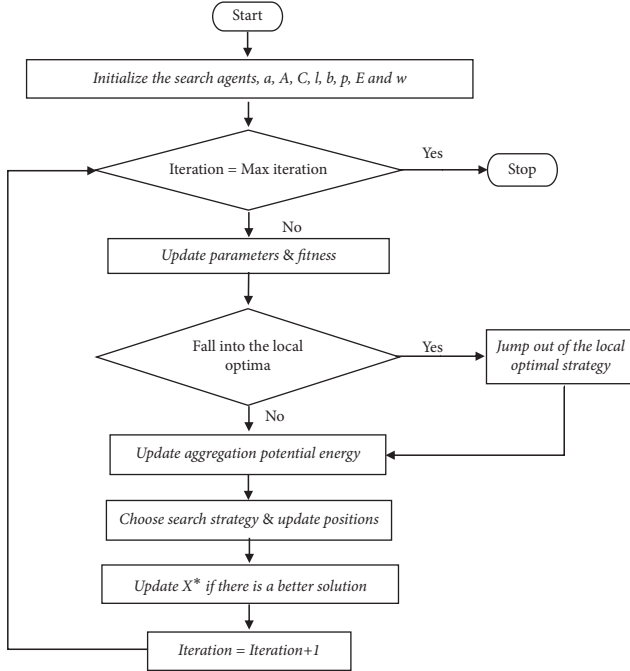 Start
Initialize the search agents, a, A, C, l, b, p, E and w
Iteration = Max iteration
Yes
Stop
No
Update parameters & fitness
Fall into the local
optima
Yes
Jump out of the local
optimal strategy
No
Update aggregation potential energy
Choose search strategy & update positions
Update X* if there is a better solution
Iteration = Iteration+1